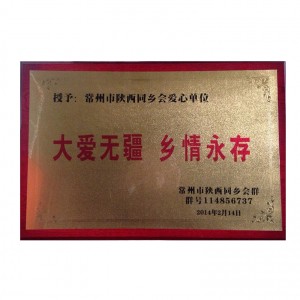 授予：常州市陕西同乡会爱心单位
大爱无疆 乡情永存
常州市陕西同乡会群
群号114856737
2014年2月14日